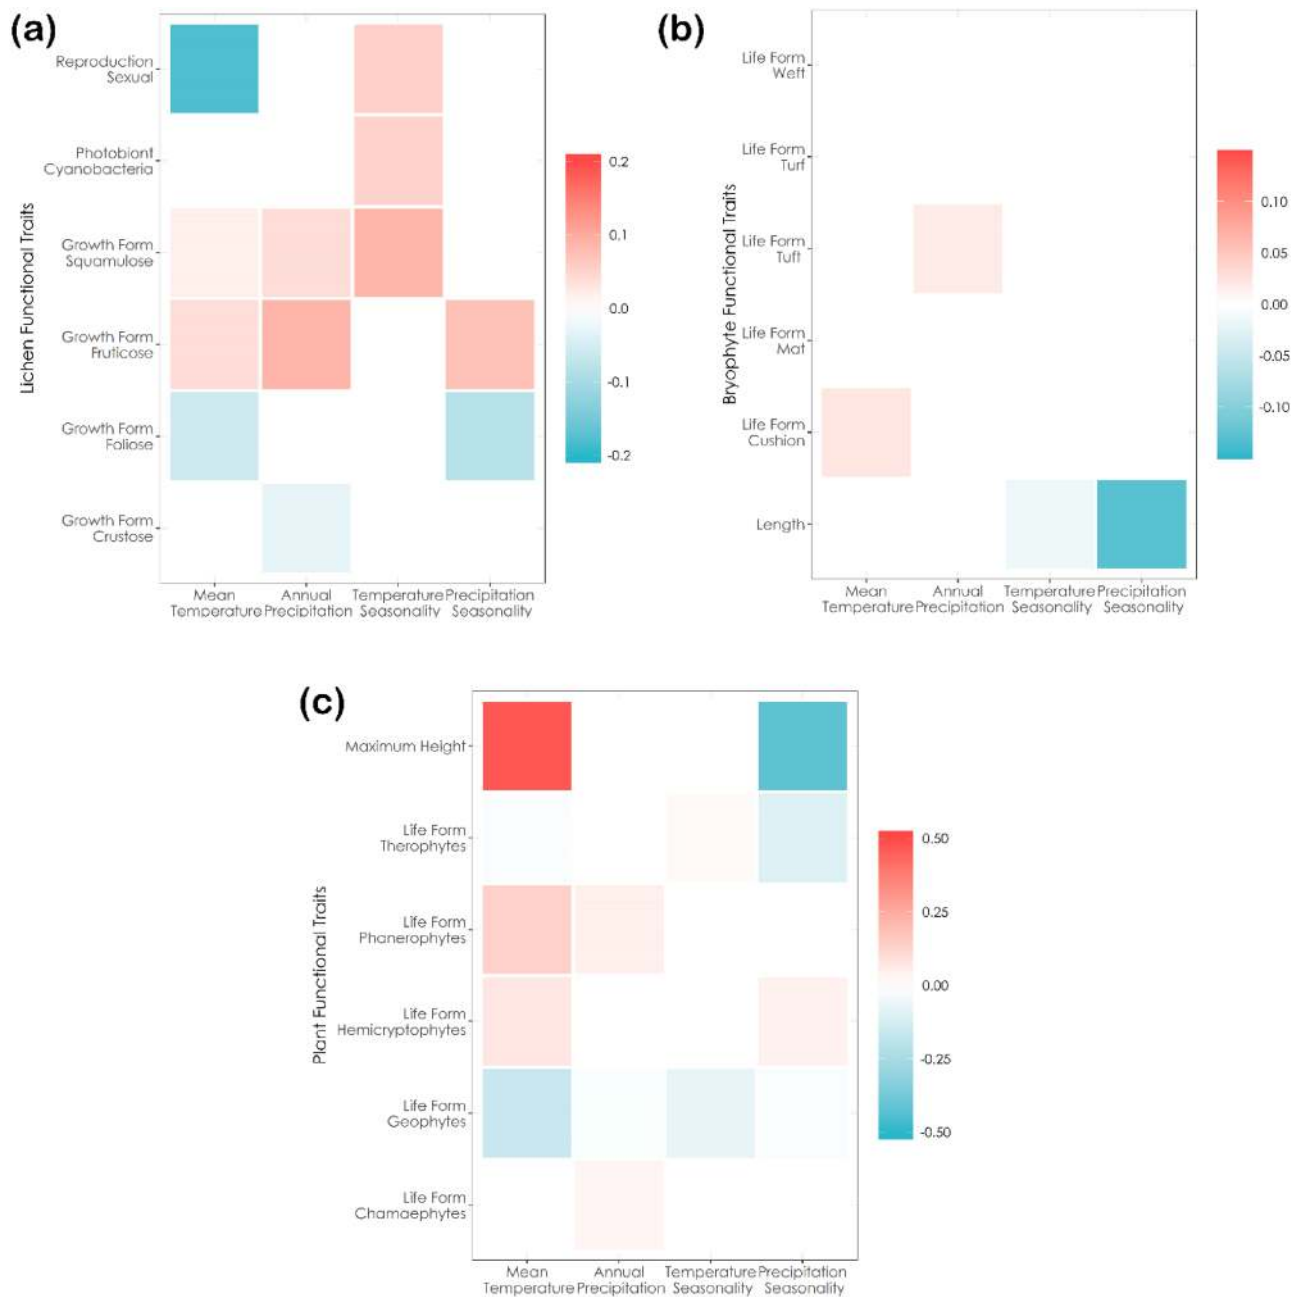 (a)
Reproduction
Sexual
Photobiont
Cyanobacteria
Growth Form
Squamulose
Growth Form
Fruticose
Growth Form
Foliose
Growth Form
Crustose
Lichen Functional Traits
Mean
Temperature
Annual
Precipitation
Temperature
Seasonality
Precipitation
Seasonality
0.2
0.1
0.0
-0.1
-0.2
(b)
Life Form
Weft
Life Form
Turf
Life Form
Tuft
Life Form
Mat
Life Form
Cushion
Length
Bryophyte Functional Traits
Mean
Temperature
Annual
Precipitation
Temperature
Seasonality
Precipitation
Seasonality
0.10
0.05
0.00
-0.05
-0.10
(c)
Maximum Height
Life Form
Therophytes
Life Form
Phanerophytes
Life Form
Hemicryptophytes
Life Form
Geophytes
Life Form
Chamaephytes
Plant Functional Traits
Mean
Temperature
Annual
Precipitation
Temperature
Seasonality
Precipitation
Seasonality
0.50
0.25
0.00
-0.25
-0.50